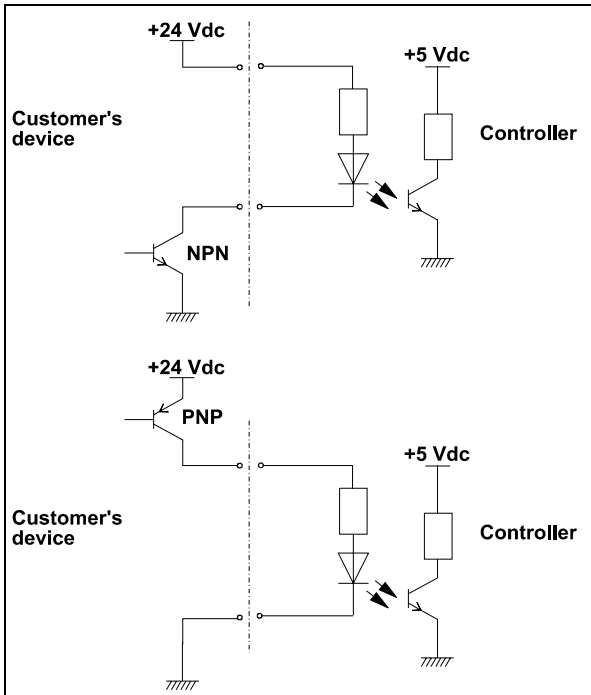 +24 Vdc
+5 Vdc
Customer's
device
Controller
NPN
+24 Vdc
PNP
+5 Vdc
Customer's
device
Controller